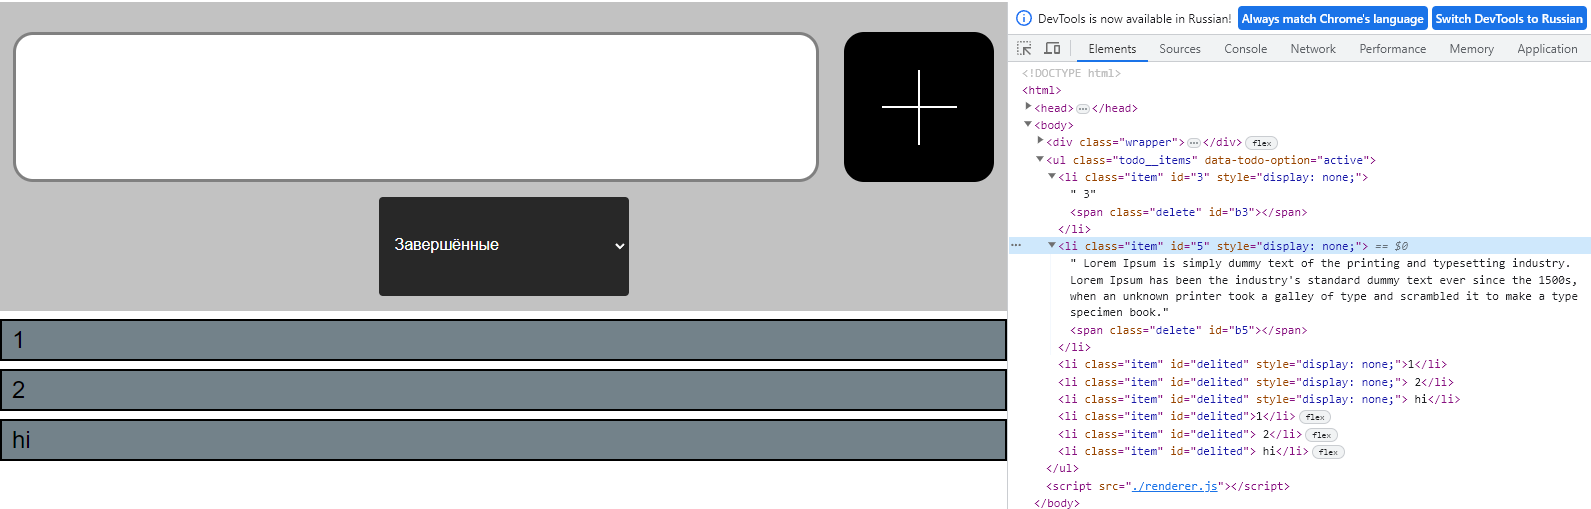 Завершённые
1
2
hi
DevTools is now available in Russian! Always match Chrome's language Switch DevTools to Russian
Elements Sources Console Network Performance Memory Application
<!DOCTYPE html>
<html>
<head> ⋯ </head>
<body>
<div class="wrapper"> ⋯ </div> flex
<ul class="todo__items" data-todo-option="active">
<li class="item" id="3" style="display: none;">
" 3"
<span class="delete" id="b3"></span>
</li>
<li class="item" id="5" style="display: none;"> == $0
" Lorem Ipsum is simply dummy text of the printing and typesetting industry.
Lorem Ipsum has been the industry's standard dummy text ever since the 1500s,
when an unknown printer took a galley of type and scrambled it to make a type
specimen book."
<span class="delete" id="b5"></span>
</li>
<li class="item" id="delited" style="display: none;">1</li>
<li class="item" id="delited" style="display: none;"> 2</li>
<li class="item" id="delited" style="display: none;"> hi</li>
<li class="item" id="delited">1</li> flex
<li class="item" id="delited"> 2</li> flex
<li class="item" id="delited"> hi</li> flex
</ul>
<script src="./renderer.js"></script>
</body>